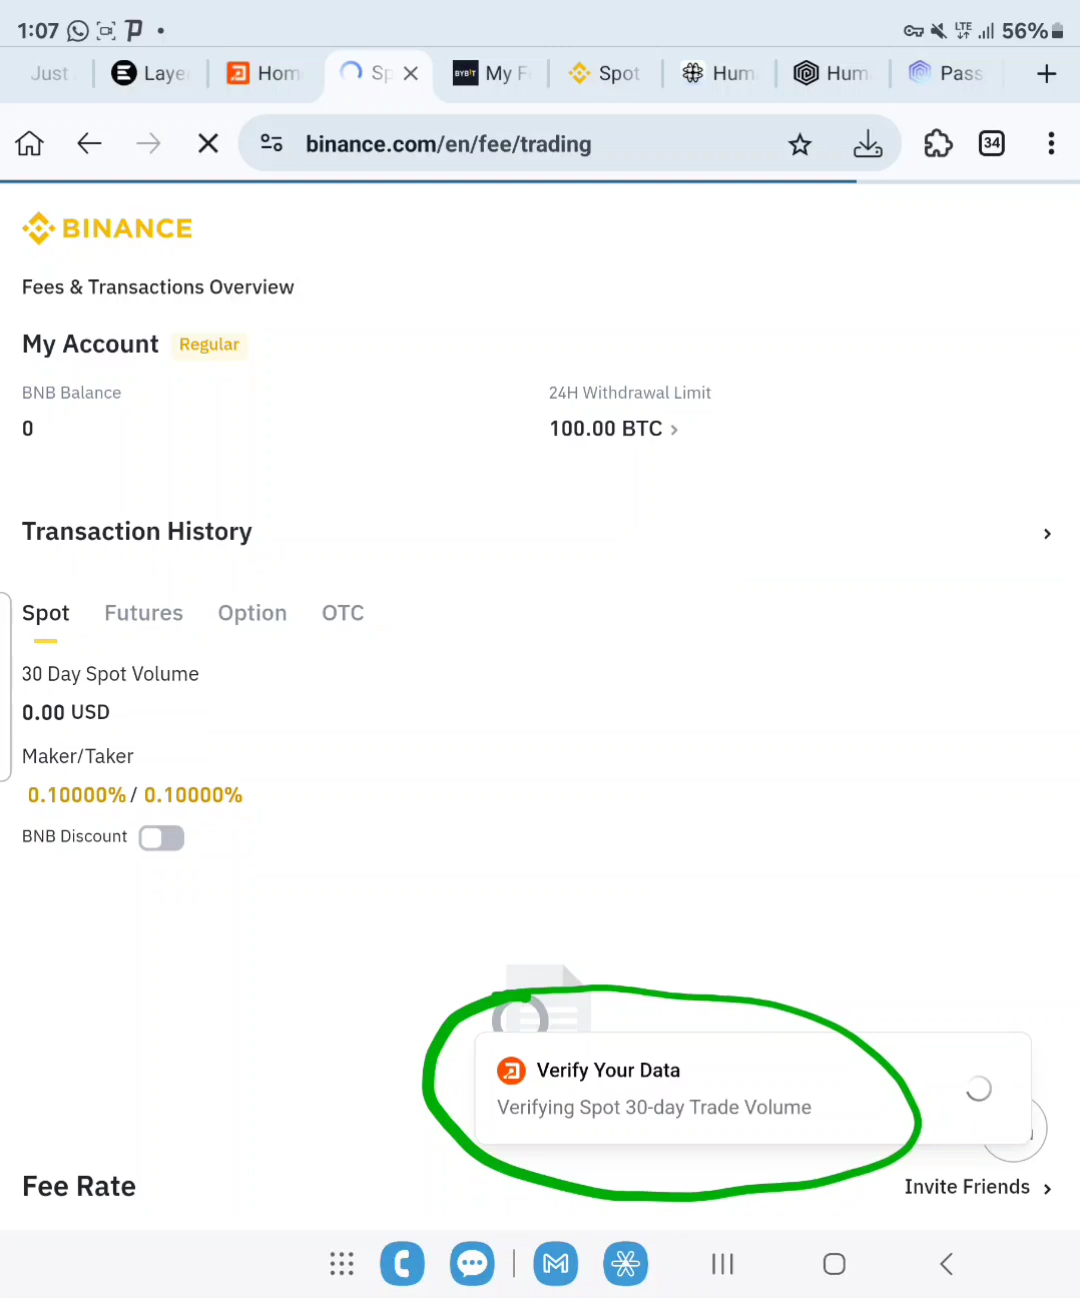 1:07
LTE
56%
Just
Laye
Hom
Sp
BYBIT
My F
Spot
Hum
Hum
Pass
binance.com/en/fee/trading
34
BINANCE
Fees & Transactions Overview
My Account Regular
BNB Balance
24H Withdrawal Limit
0
100.00 BTC
Transaction History
Spot Futures Option OTC
30 Day Spot Volume
0.00 USD
Maker/Taker
0.10000% / 0.10000%
BNB Discount
Verify Your Data
Verifying Spot 30-day Trade Volume
Fee Rate
Invite Friends